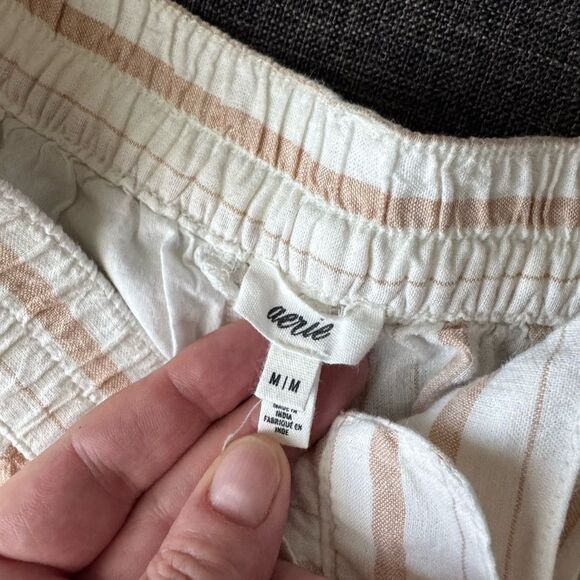 aerie
M|M
MADE IN
INDIA
FABRIQUÉ EN
INDE